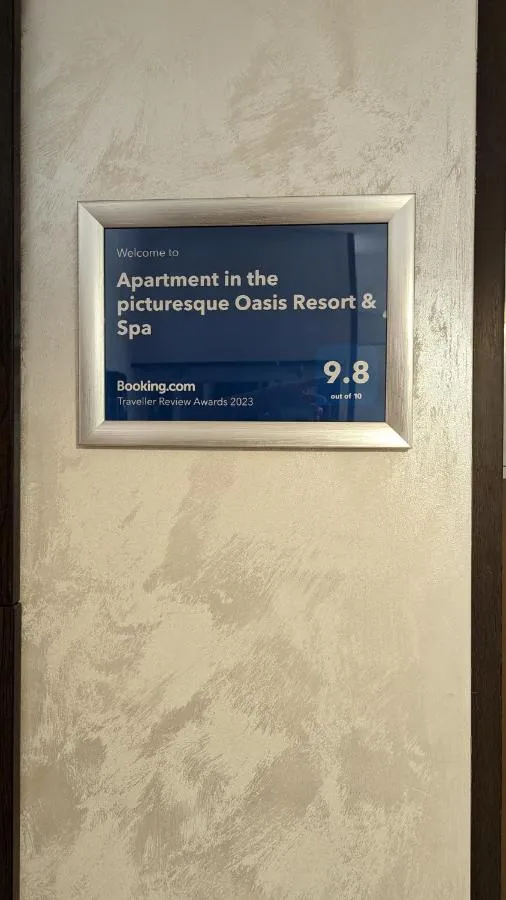 Welcome to
Apartment in the
picturesque Oasis Resort &
Spa
9.8
out of 10
Booking.com
Traveller Review Awards 2023